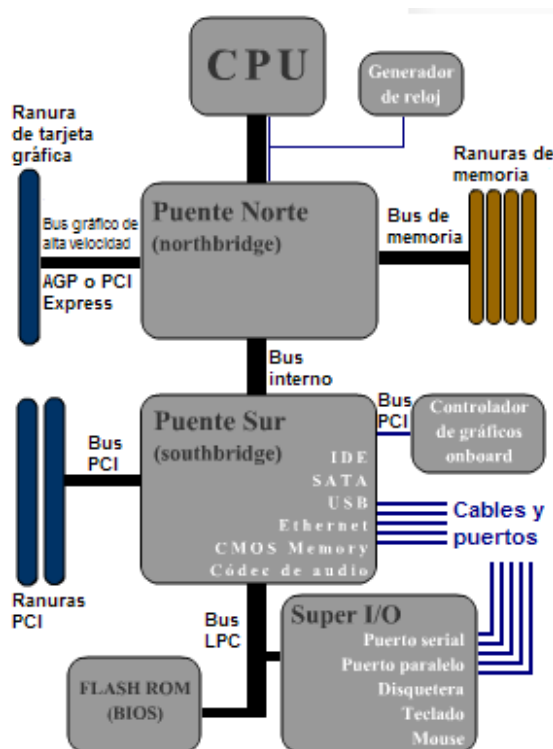 CPU
Generador
de reloj
Ranura
de tarjeta
gráfica
Ranuras de
memoria
Bus gráfico de
alta velocidad
AGP o PCI
Express
Puente Norte
(northbridge)
Bus de
memoria
Bus
interno
Puente Sur
(southbridge)
IDE
SATA
USB
Ethernet
CMOS Memory
Códec de audio
Bus
PCI
Bus
PCI
Controlador
de gráficos
onboard
Cables y
puertos
Ranuras
PCI
Bus
LPC
Super I/O
Puerto serial
Puerto paralelo
Disquetera
Teclado
Mouse
FLASH ROM
(BIOS)